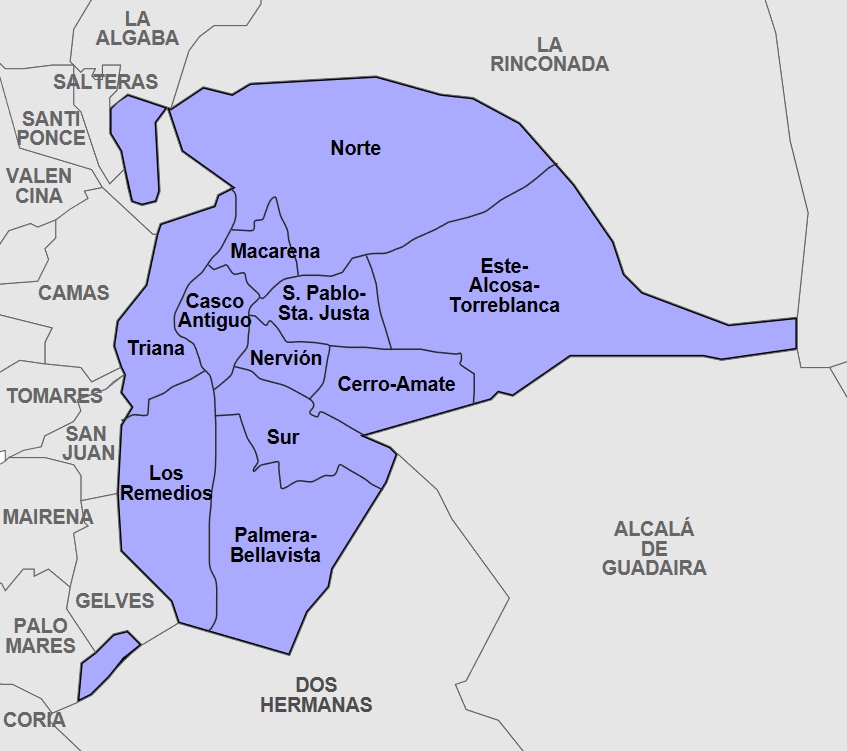 LA
ALGABA
LA
RINCONADA
SALTERAS
SANTI
PONCE
Norte
VALEN
CINA
Macarena
Este-
Alcosa-
Torreblanca
CAMAS
Casco
Antiguo
S. Pablo-
Sta. Justa
Triana
Nervión
Cerro-Amate
TOMARES
SAN
JUAN
Sur
Los
Remedios
MAIRENA
Palmera-
Bellavista
ALCALÁ
DE
GUADAIRA
GELVES
PALO
MARES
DOS
HERMANAS
CORIA